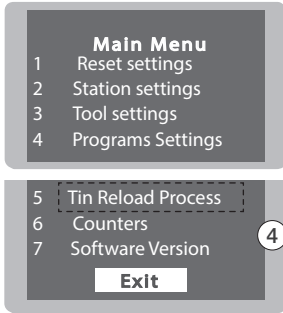 Main Menu
1 Reset settings
2 Station settings
3 Tool settings
4 Programs Settings
5 Tin Reload Process
6 Counters
4
7 Software Version
Exit